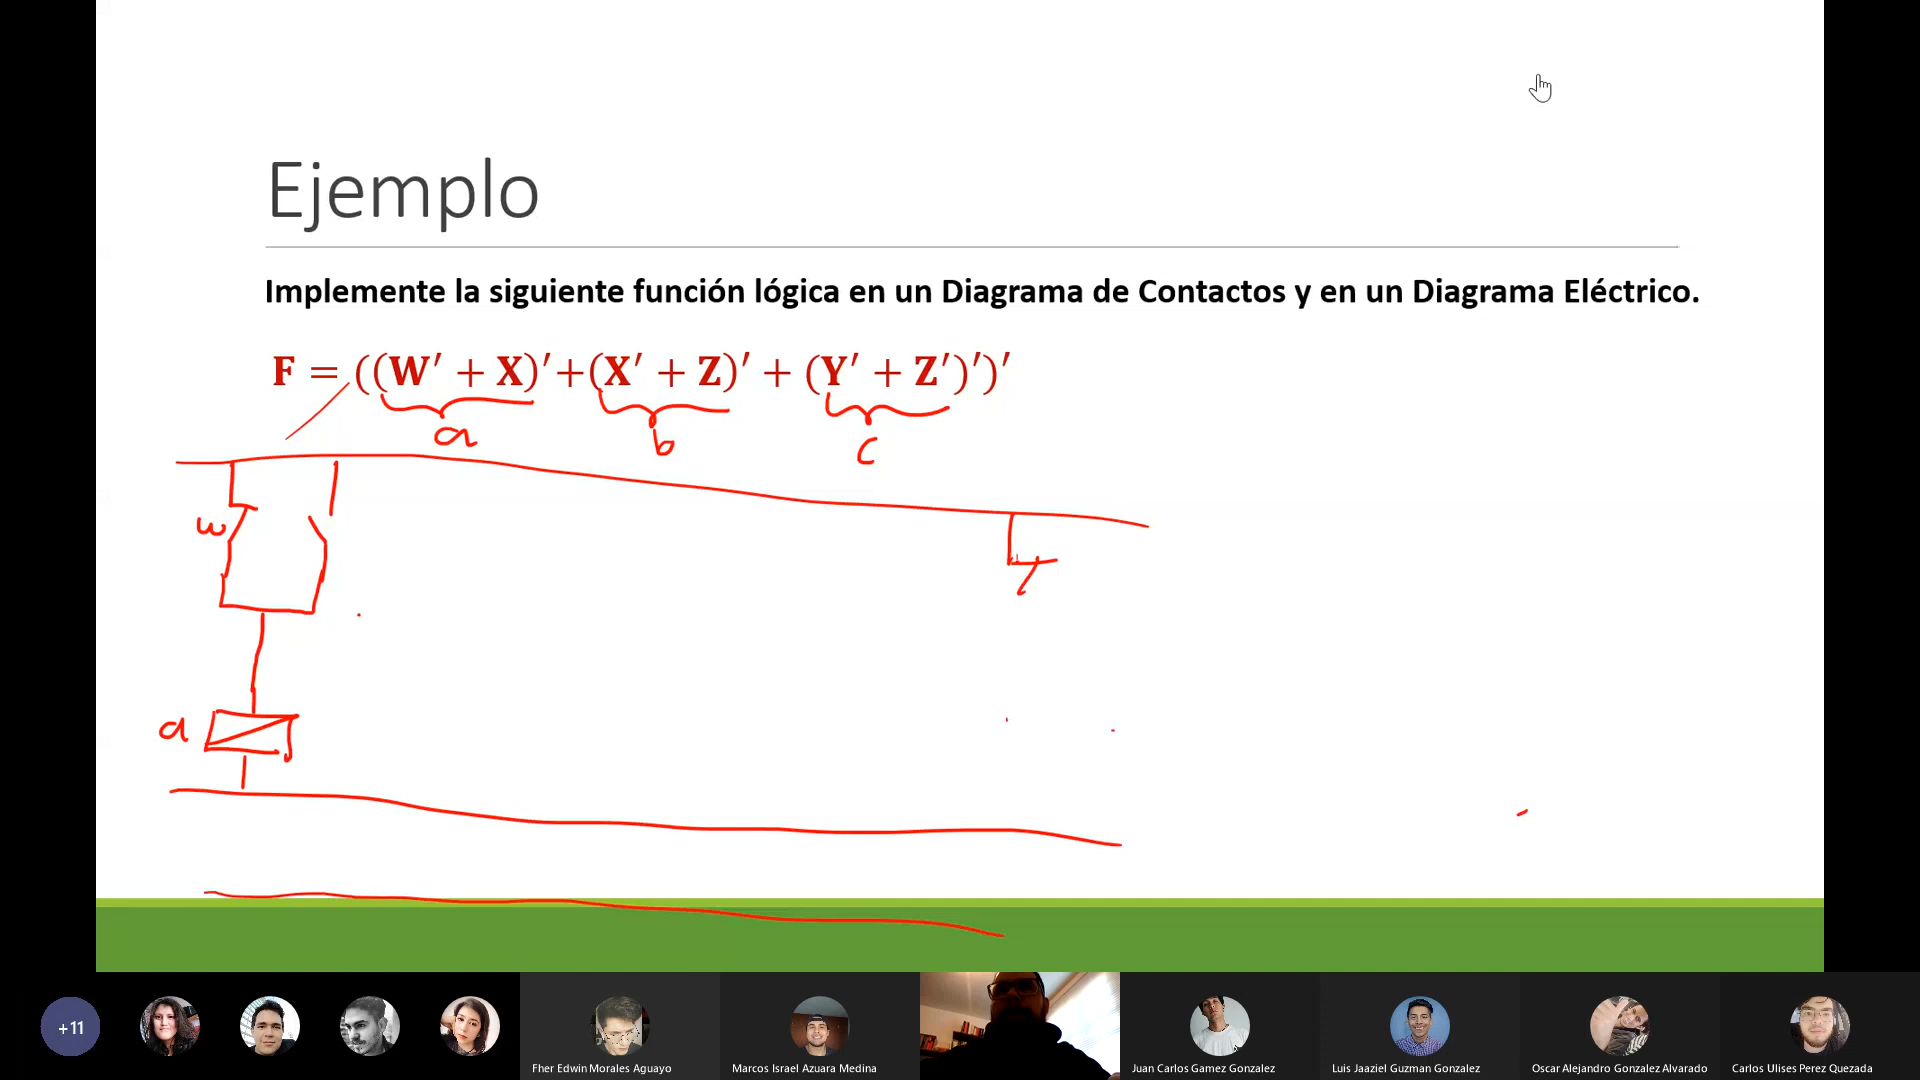 Ejemplo
Implemente la siguiente función lógica en un Diagrama de Contactos y en un Diagrama Eléctrico.
F = ((W′ + X)′+(X′ + Z)′ + (Y′ + Z′)′)′
a b c
w
a
+11
Fher Edwin Morales Aguayo
Marcos Israel Azuara Medina
Juan Carlos Gamez Gonzalez
Luis Jaaziel Guzman Gonzalez
Oscar Alejandro Gonzalez Alvarado
Carlos Ulises Perez Quezada